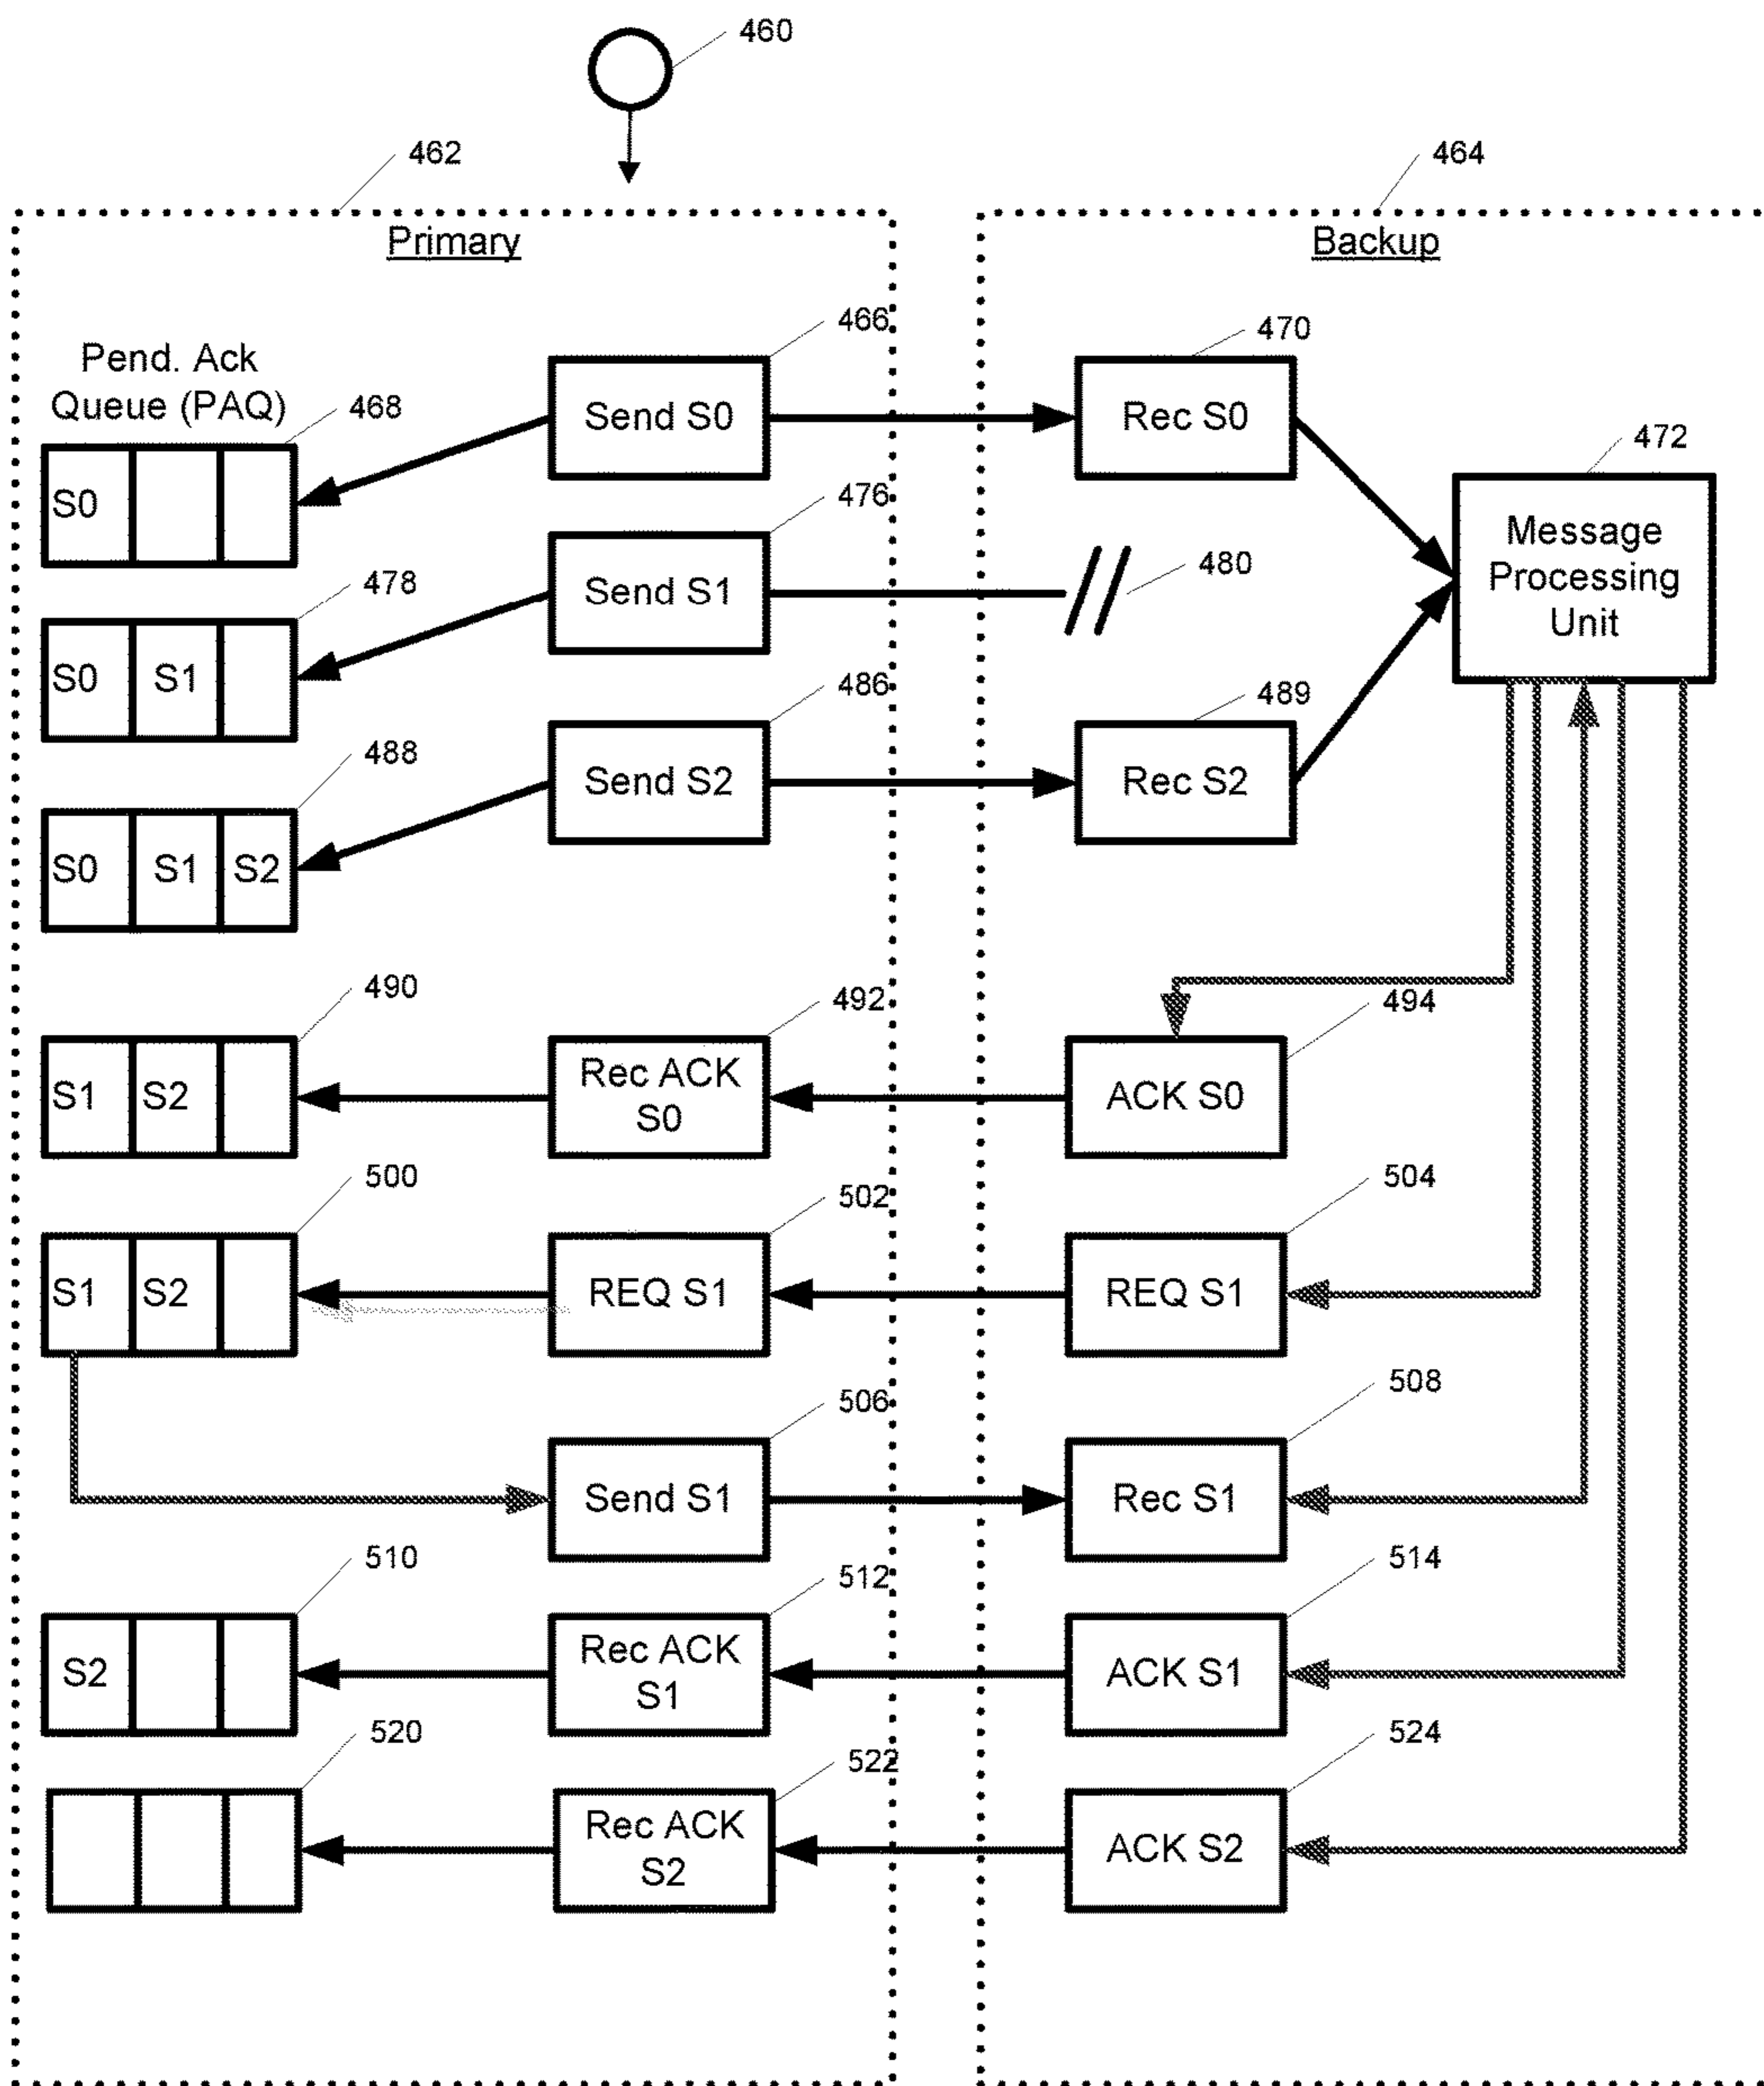 460
462
464
Primary
Backup
466
470
Pend. Ack
Queue (PAQ)
468
Send S0
Rec S0
472
S0
476
Message
Processing
Unit
478
Send S1
480
S0 S1
486
489
488
Send S2
Rec S2
S0 S1 S2
490
492
494
S1 S2
Rec ACK
S0
ACK S0
500
502
504
S1 S2
REQ S1
REQ S1
506
508
Send S1
Rec S1
510
512
514
S2
Rec ACK
S1
ACK S1
520
522
524
Rec ACK
S2
ACK S2